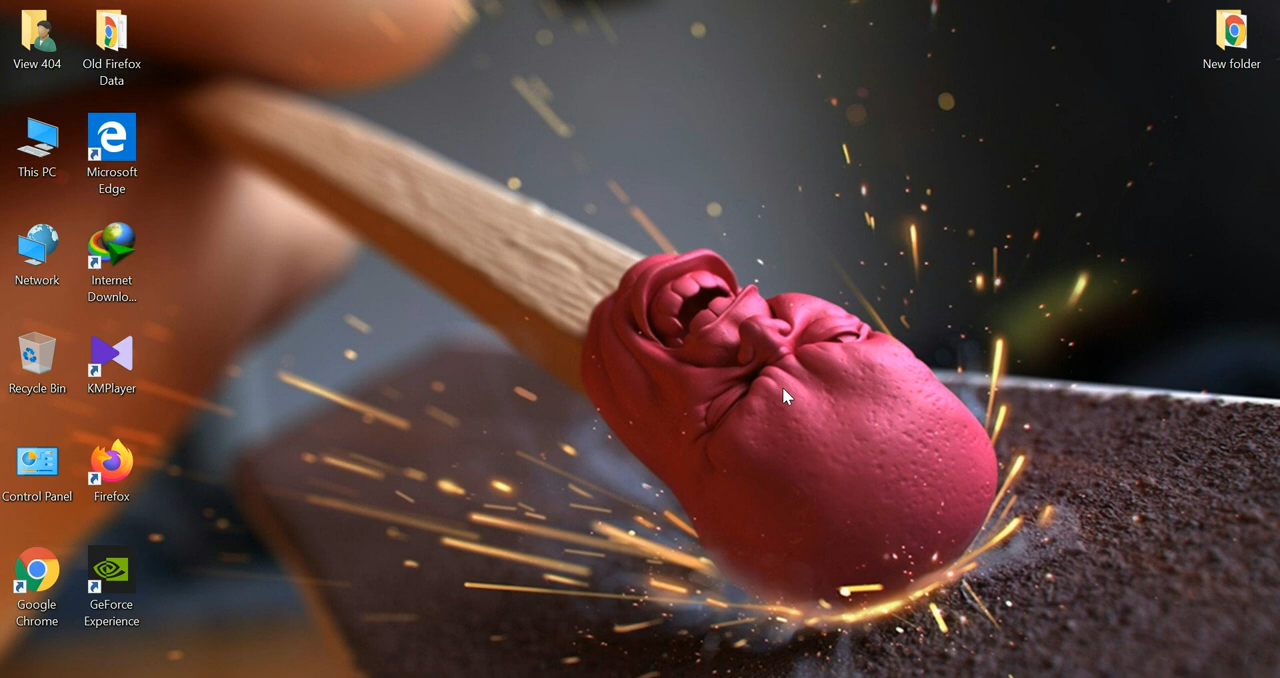 View 404
Old Firefox
Data
New folder
This PC
Microsoft
Edge
Network
Internet
Downlo...
Recycle Bin
KMPlayer
Control Panel
Firefox
Google
Chrome
GeForce
Experience